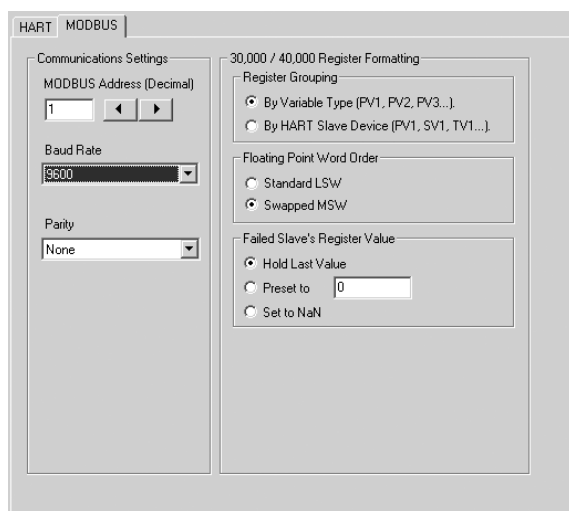 HART MODBUS
Communications Settings
MODBUS Address (Decimal)
1
Baud Rate
9600
Parity
None
30,000 / 40,000 Register Formatting
Register Grouping
By Variable Type (PV1, PV2, PV3...).
By HART Slave Device (PV1, SV1, TV1...).
Floating Point Word Order
Standard LSW
Swapped MSW
Failed Slave's Register Value
Hold Last Value
Preset to 0
Set to NaN